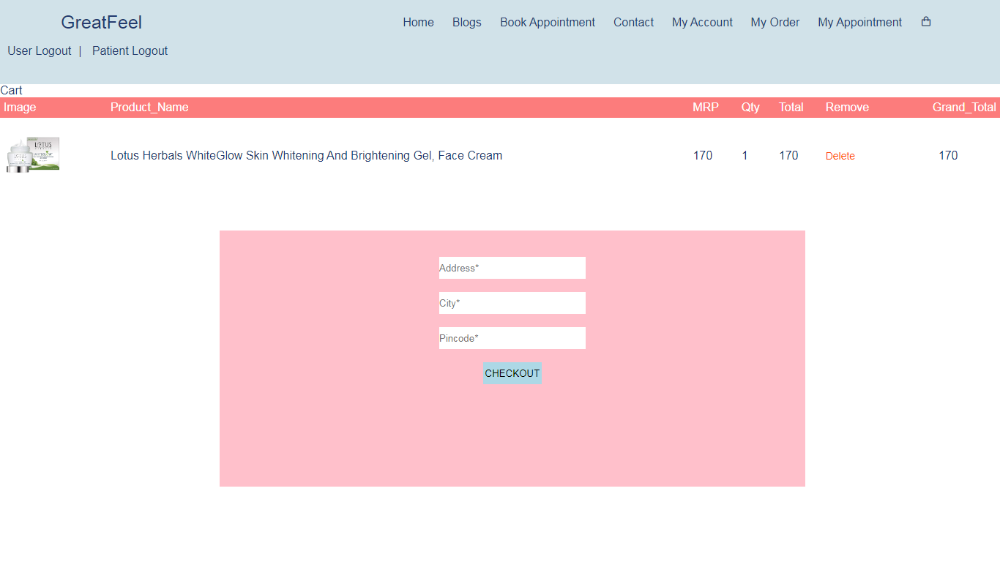 GreatFeel Home Blogs Book Appointment Contact My Account My Order My Appointment
User Logout | Patient Logout
Cart
Image Product_Name MRP Qty Total Remove Grand_Total
LOTUS
Lotus Herbals WhiteGlow Skin Whitening And Brightening Gel, Face Cream 170 1 170 Delete 170
Address*
City*
Pincode*
CHECKOUT